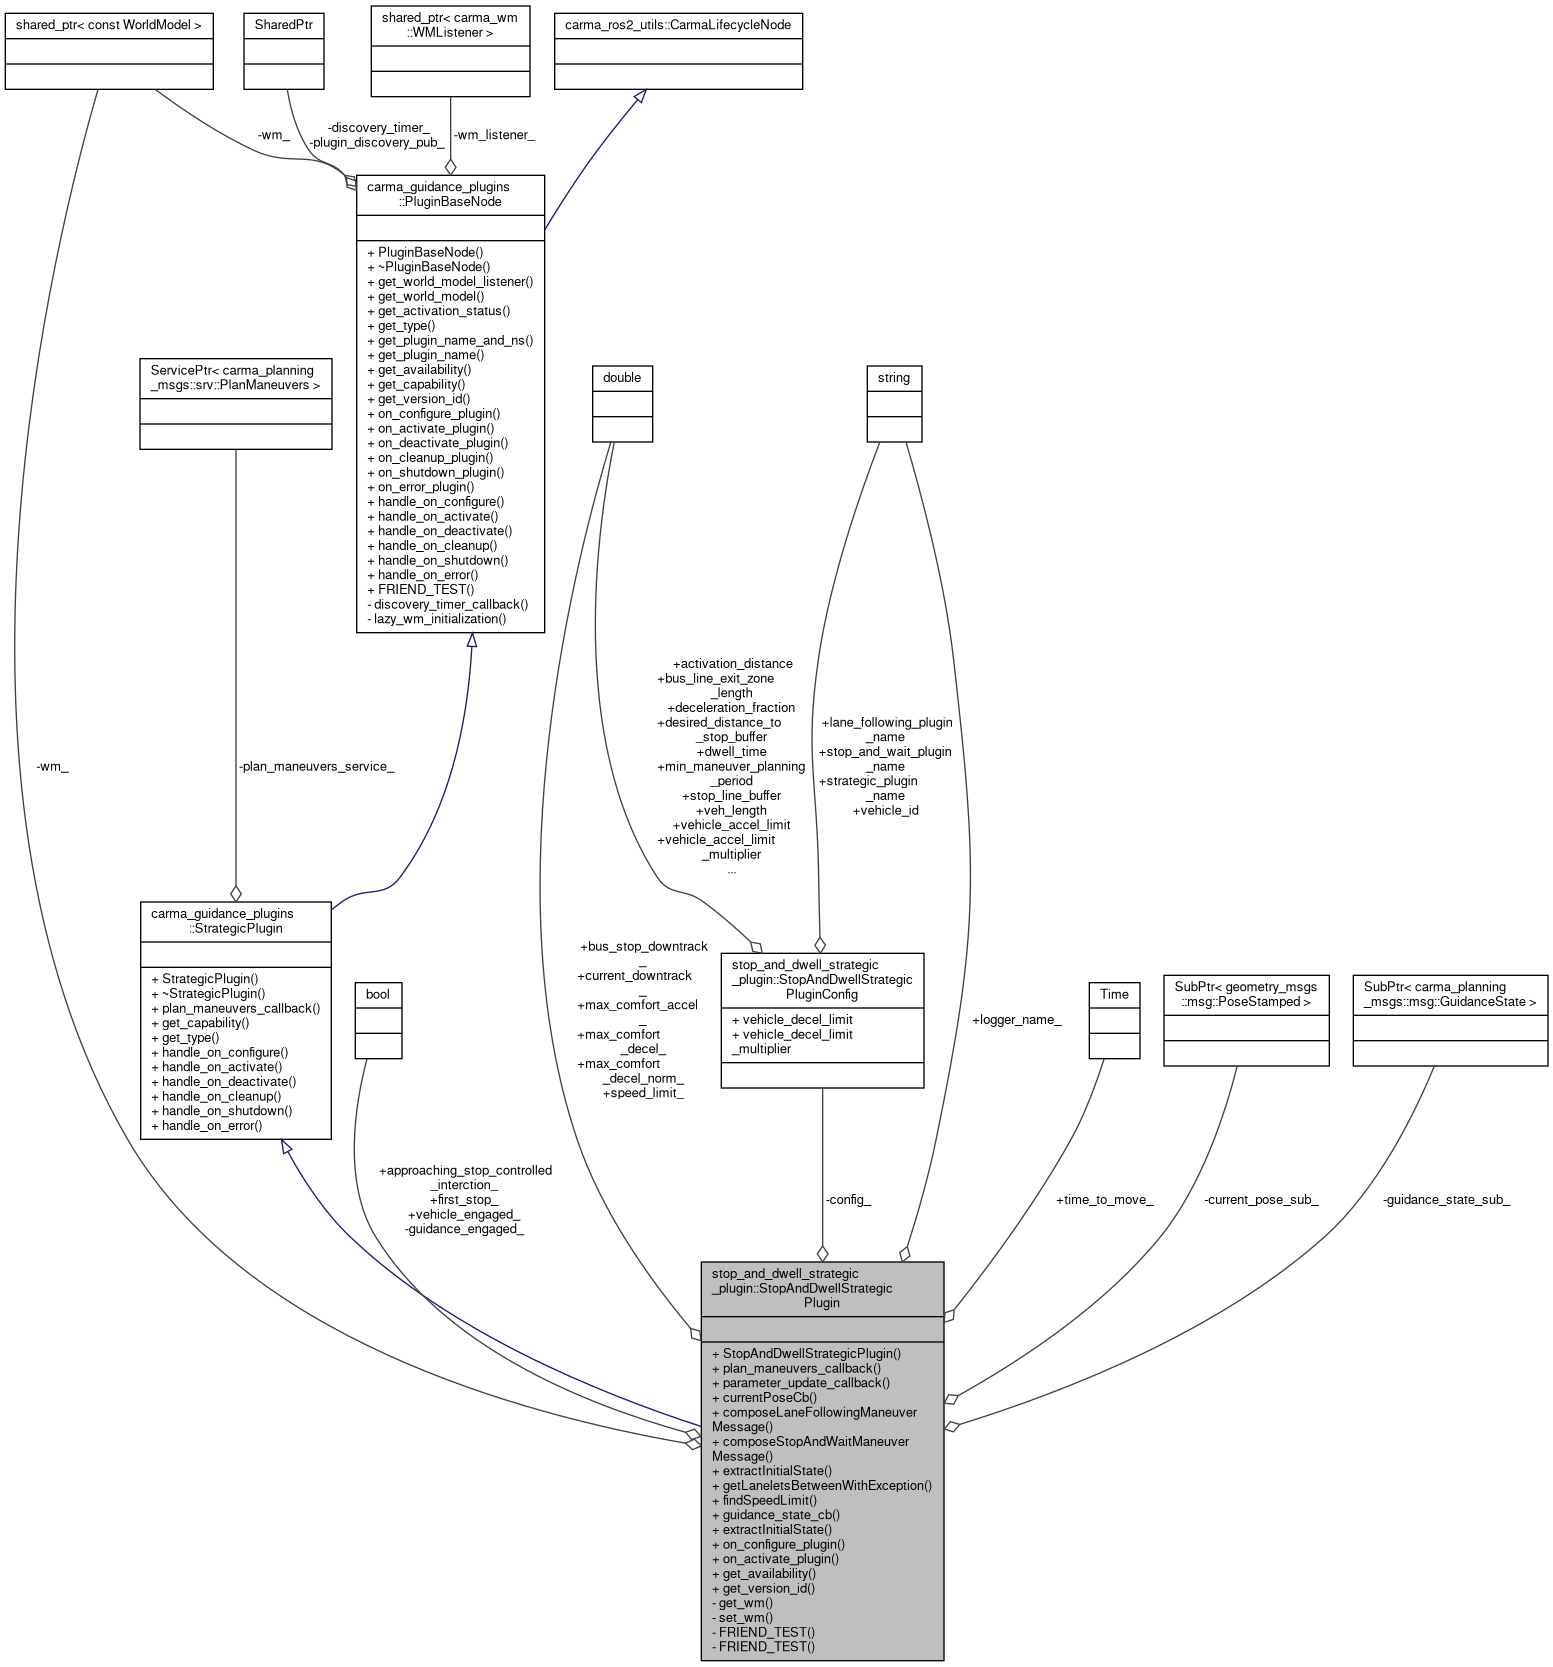 shared_ptr< const WorldModel >
SharedPtr
shared_ptr< carma_wm
::WMListener >
carma_ros2_utils::CarmaLifecycleNode
-wm_
-discovery_timer_
-plugin_discovery_pub_
-wm_listener_
carma_guidance_plugins
::PluginBaseNode
+ PluginBaseNode()
+ ~PluginBaseNode()
+ get_world_model_listener()
+ get_world_model()
+ get_activation_status()
+ get_type()
+ get_plugin_name_and_ns()
+ get_plugin_name()
+ get_availability()
+ get_capability()
+ get_version_id()
+ on_configure_plugin()
+ on_activate_plugin()
+ on_deactivate_plugin()
+ on_cleanup_plugin()
+ on_shutdown_plugin()
+ on_error_plugin()
+ handle_on_configure()
+ handle_on_activate()
+ handle_on_deactivate()
+ handle_on_cleanup()
+ handle_on_shutdown()
+ handle_on_error()
+ FRIEND_TEST()
- discovery_timer_callback()
- lazy_wm_initialization()
ServicePtr< carma_planning
_msgs::srv::PlanManeuvers >
double
string
-wm_
-plan_maneuvers_service_
+activation_distance
+bus_line_exit_zone
_length
+deceleration_fraction
+desired_distance_to
_stop_buffer
+dwell_time
+min_maneuver_planning
_period
+stop_line_buffer
+veh_length
+vehicle_accel_limit
+vehicle_accel_limit
_multiplier
...
+lane_following_plugin
_name
+stop_and_wait_plugin
_name
+strategic_plugin
_name
+vehicle_id
carma_guidance_plugins
::StrategicPlugin
+ StrategicPlugin()
+ ~StrategicPlugin()
+ plan_maneuvers_callback()
+ get_capability()
+ get_type()
+ handle_on_configure()
+ handle_on_activate()
+ handle_on_deactivate()
+ handle_on_cleanup()
+ handle_on_shutdown()
+ handle_on_error()
bool
+bus_stop_downtrack
_
+current_downtrack
_
+max_comfort_accel
_
+max_comfort
_decel_
+max_comfort
_decel_norm_
+speed_limit_
stop_and_dwell_strategic
_plugin::StopAndDwellStrategic
PluginConfig
+ vehicle_decel_limit
+ vehicle_decel_limit
_multiplier
+logger_name_
Time
SubPtr< geometry_msgs
::msg::PoseStamped >
SubPtr< carma_planning
_msgs::msg::GuidanceState >
+approaching_stop_controlled
_interction_
+first_stop_
+vehicle_engaged_
-guidance_engaged_
-config_
+time_to_move_
-current_pose_sub_
-guidance_state_sub_
stop_and_dwell_strategic
_plugin::StopAndDwellStrategic
Plugin
+ StopAndDwellStrategicPlugin()
+ plan_maneuvers_callback()
+ parameter_update_callback()
+ currentPoseCb()
+ composeLaneFollowingManeuver
Message()
+ composeStopAndWaitManeuver
Message()
+ extractInitialState()
+ getLaneletsBetweenWithException()
+ findSpeedLimit()
+ guidance_state_cb()
+ extractInitialState()
+ on_configure_plugin()
+ on_activate_plugin()
+ get_availability()
+ get_version_id()
- get_wm()
- set_wm()
- FRIEND_TEST()
- FRIEND_TEST()